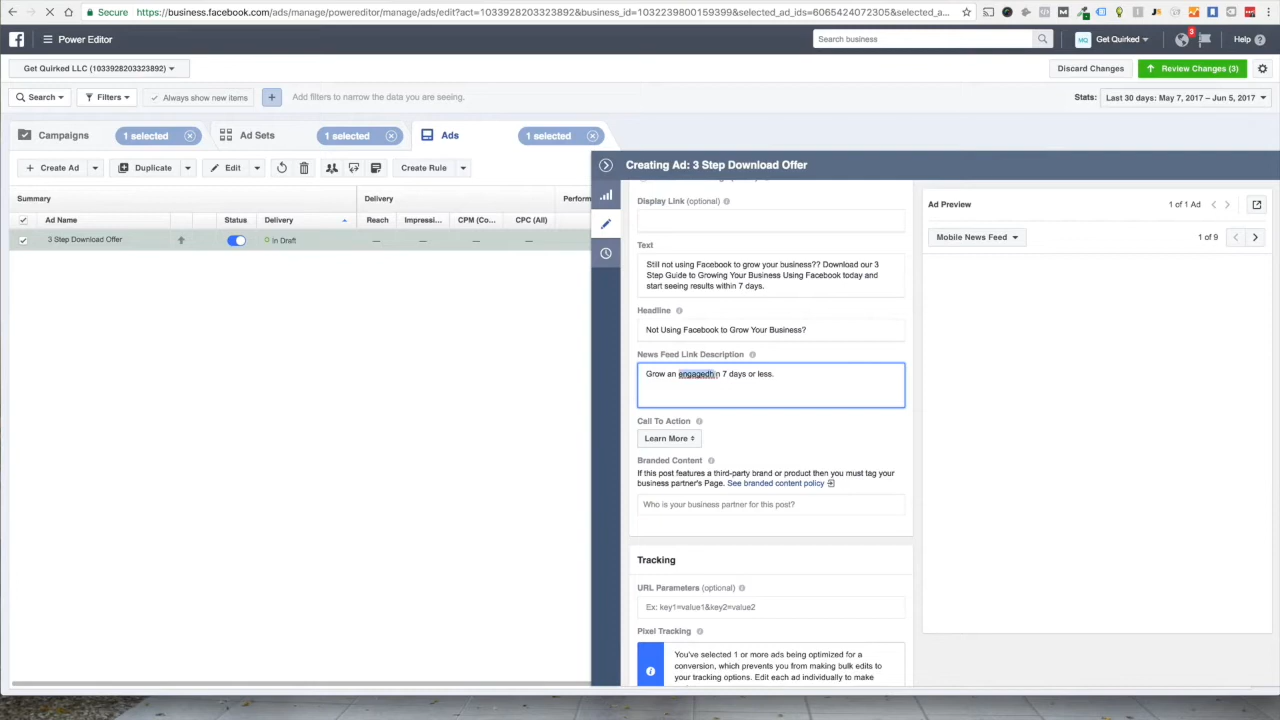 Secure https://business.facebook.com/ads/manage/powereditor/manage/ads/edit?act=1033928203323892&business_id=1032239800159399&selected_ad_ids=6065424072305&selected_a...
Power Editor
Search business
Get Quirked
3
Help
Get Quirked LLC (1033928203323892)
Discard Changes
Review Changes (3)
Search
Filters
Always show new items
+
Add filters to narrow the data you are seeing.
Stats:
Last 30 days: May 7, 2017 – Jun 5, 2017
Campaigns
1 selected
Ad Sets
1 selected
Ads
1 selected
Create Ad
Duplicate
Edit
Create Rule
Creating Ad: 3 Step Download Offer
Summary
Delivery
Perform
Ad Name
Status
Delivery
Reach
Impressi...
CPM (Co...
CPC (All)
3 Step Download Offer
In Draft
—
—
—
—
Display Link (optional)
Text
Still not using Facebook to grow your business?? Download our 3
Step Guide to Growing Your Business Using Facebook today and
start seeing results within 7 days.
Headline
Not Using Facebook to Grow Your Business?
News Feed Link Description
Grow an engagedhin 7 days or less.
Call To Action
Learn More
Branded Content
If this post features a third-party brand or product then you must tag your
business partner's Page. See branded content policy
Who is your business partner for this post?
Tracking
URL Parameters (optional)
Ex: key1=value1&key2=value2
Pixel Tracking
You've selected 1 or more ads being optimized for a
conversion, which prevents you from making bulk edits to
your tracking options. Edit each ad individually to make
Ad Preview
1 of 1 Ad
Mobile News Feed
1 of 9